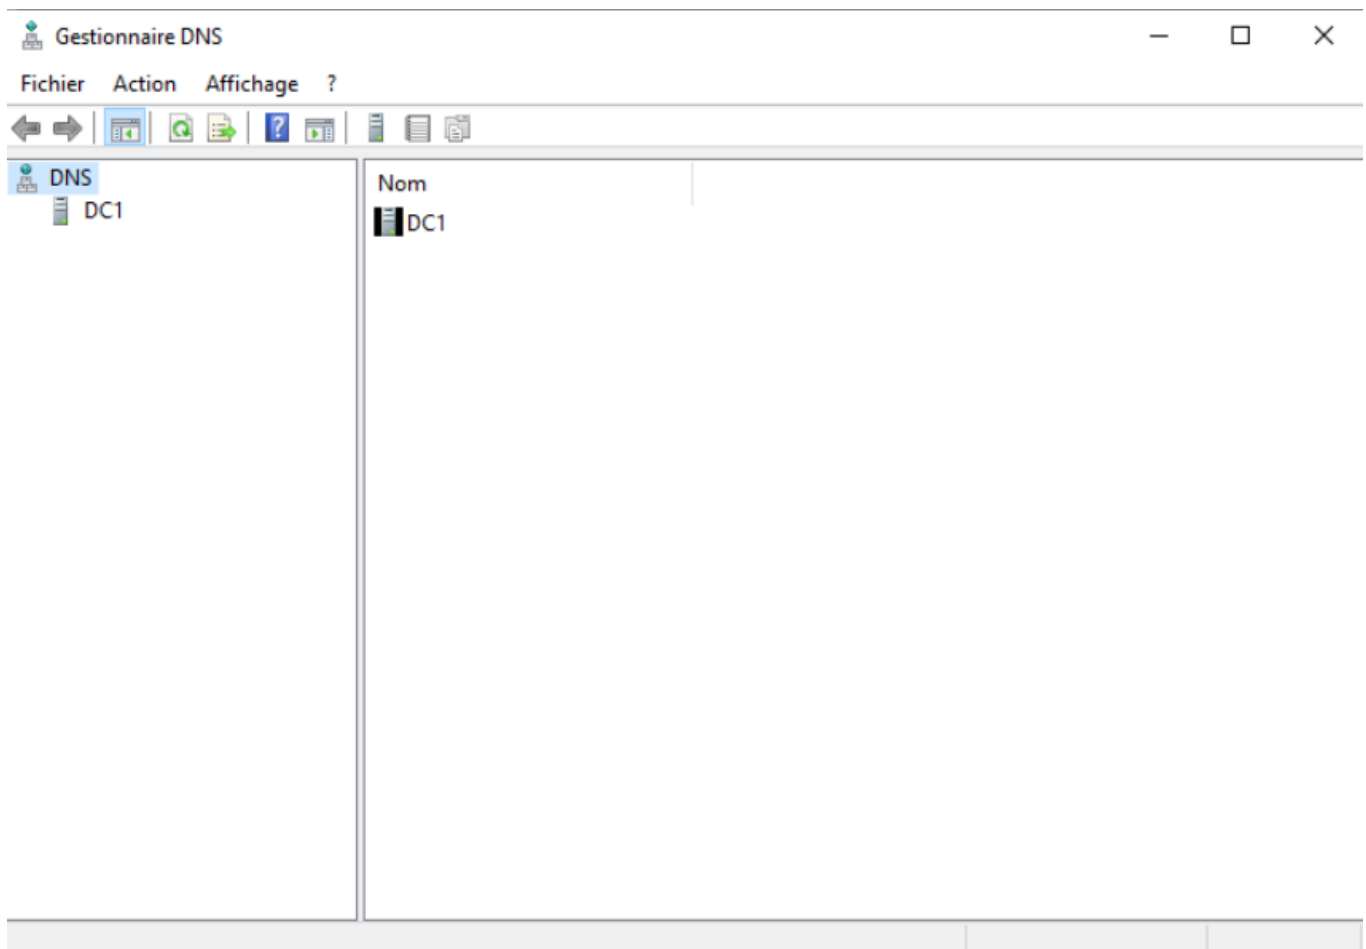 Gestionnaire DNS
Fichier Action Affichage ?
DNS
DC1
Nom
DC1